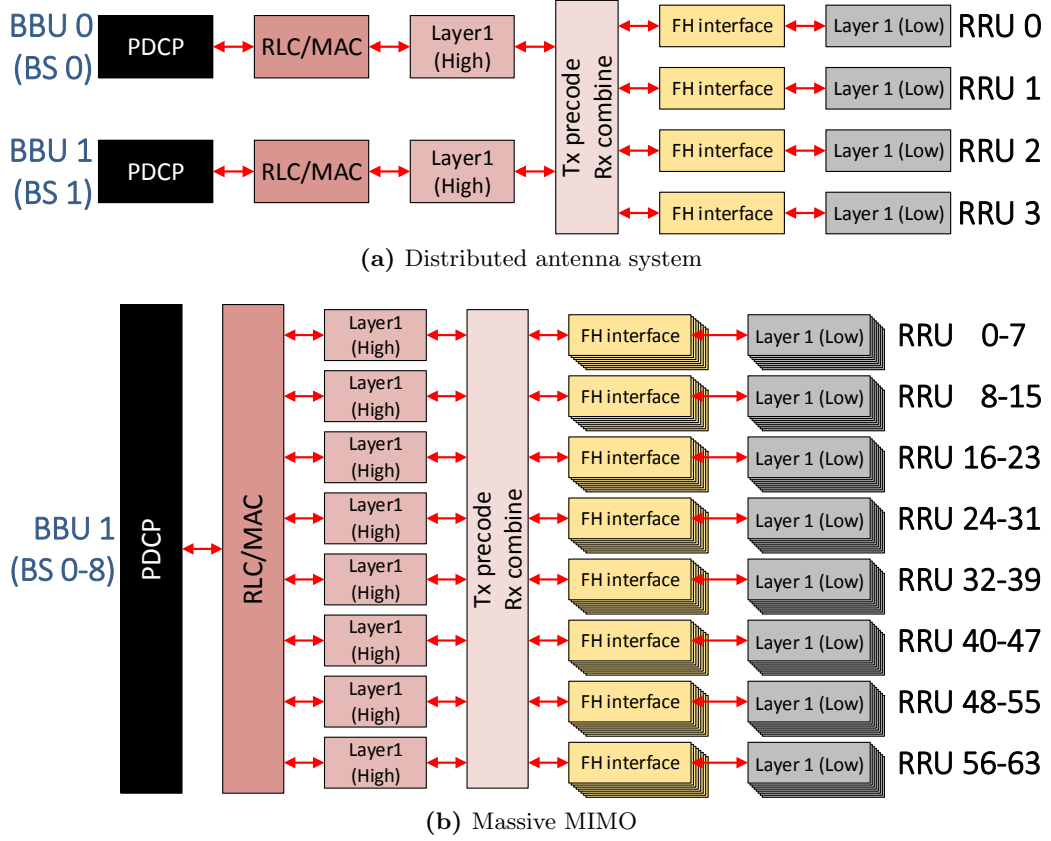 BBU 0
(BS 0)
PDCP
RLC/MAC
Layer1
(High)
BBU 1
(BS 1)
PDCP
RLC/MAC
Layer1
(High)
Tx precode
Rx combine
FH interface
Layer 1 (Low)
RRU 0
FH interface
Layer 1 (Low)
RRU 1
FH interface
Layer 1 (Low)
RRU 2
FH interface
Layer 1 (Low)
RRU 3
(a) Distributed antenna system
BBU 1
(BS 0-8)
PDCP
RLC/MAC
Layer1
(High)
Layer1
(High)
Layer1
(High)
Layer1
(High)
Layer1
(High)
Layer1
(High)
Layer1
(High)
Layer1
(High)
Tx precode
Rx combine
FH interface
Layer 1 (Low)
RRU 0-7
FH interface
Layer 1 (Low)
RRU 8-15
FH interface
Layer 1 (Low)
RRU 16-23
FH interface
Layer 1 (Low)
RRU 24-31
FH interface
Layer 1 (Low)
RRU 32-39
FH interface
Layer 1 (Low)
RRU 40-47
FH interface
Layer 1 (Low)
RRU 48-55
FH interface
Layer 1 (Low)
RRU 56-63
(b) Massive MIMO